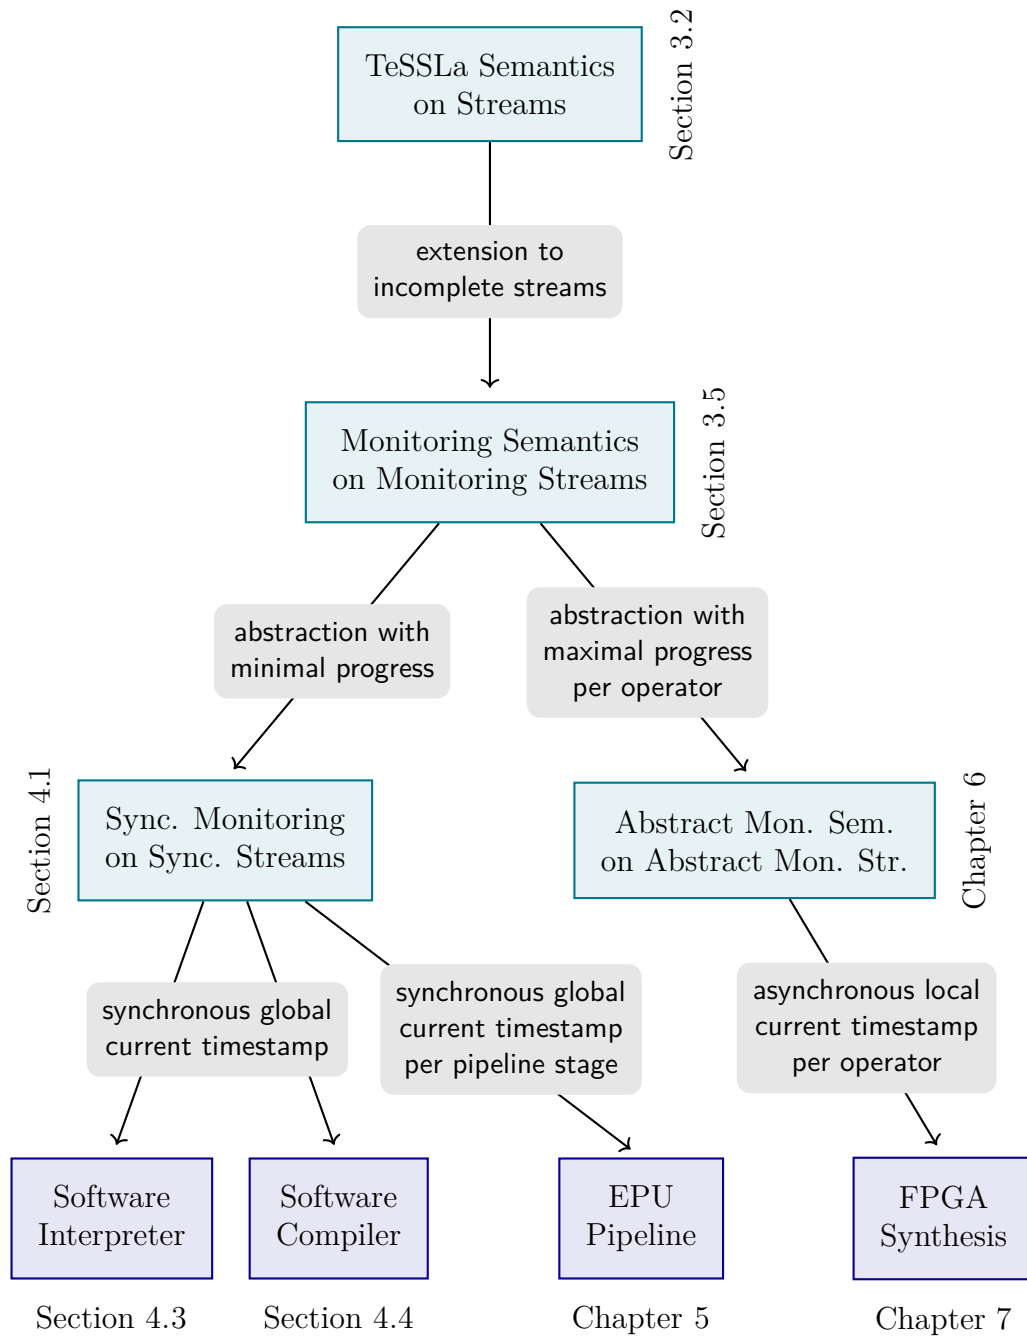 TeSSLa Semantics
on Streams
Section 3.2
extension to
incomplete streams
Monitoring Semantics
on Monitoring Streams
Section 3.5
abstraction with
minimal progress
abstraction with
maximal progress
per operator
Section 4.1
Sync. Monitoring
on Sync. Streams
Abstract Mon. Sem.
on Abstract Mon. Str.
Chapter 6
synchronous global
current timestamp
synchronous global
current timestamp
per pipeline stage
asynchronous local
current timestamp
per operator
Software
Interpreter
Software
Compiler
EPU
Pipeline
FPGA
Synthesis
Section 4.3
Section 4.4
Chapter 5
Chapter 7